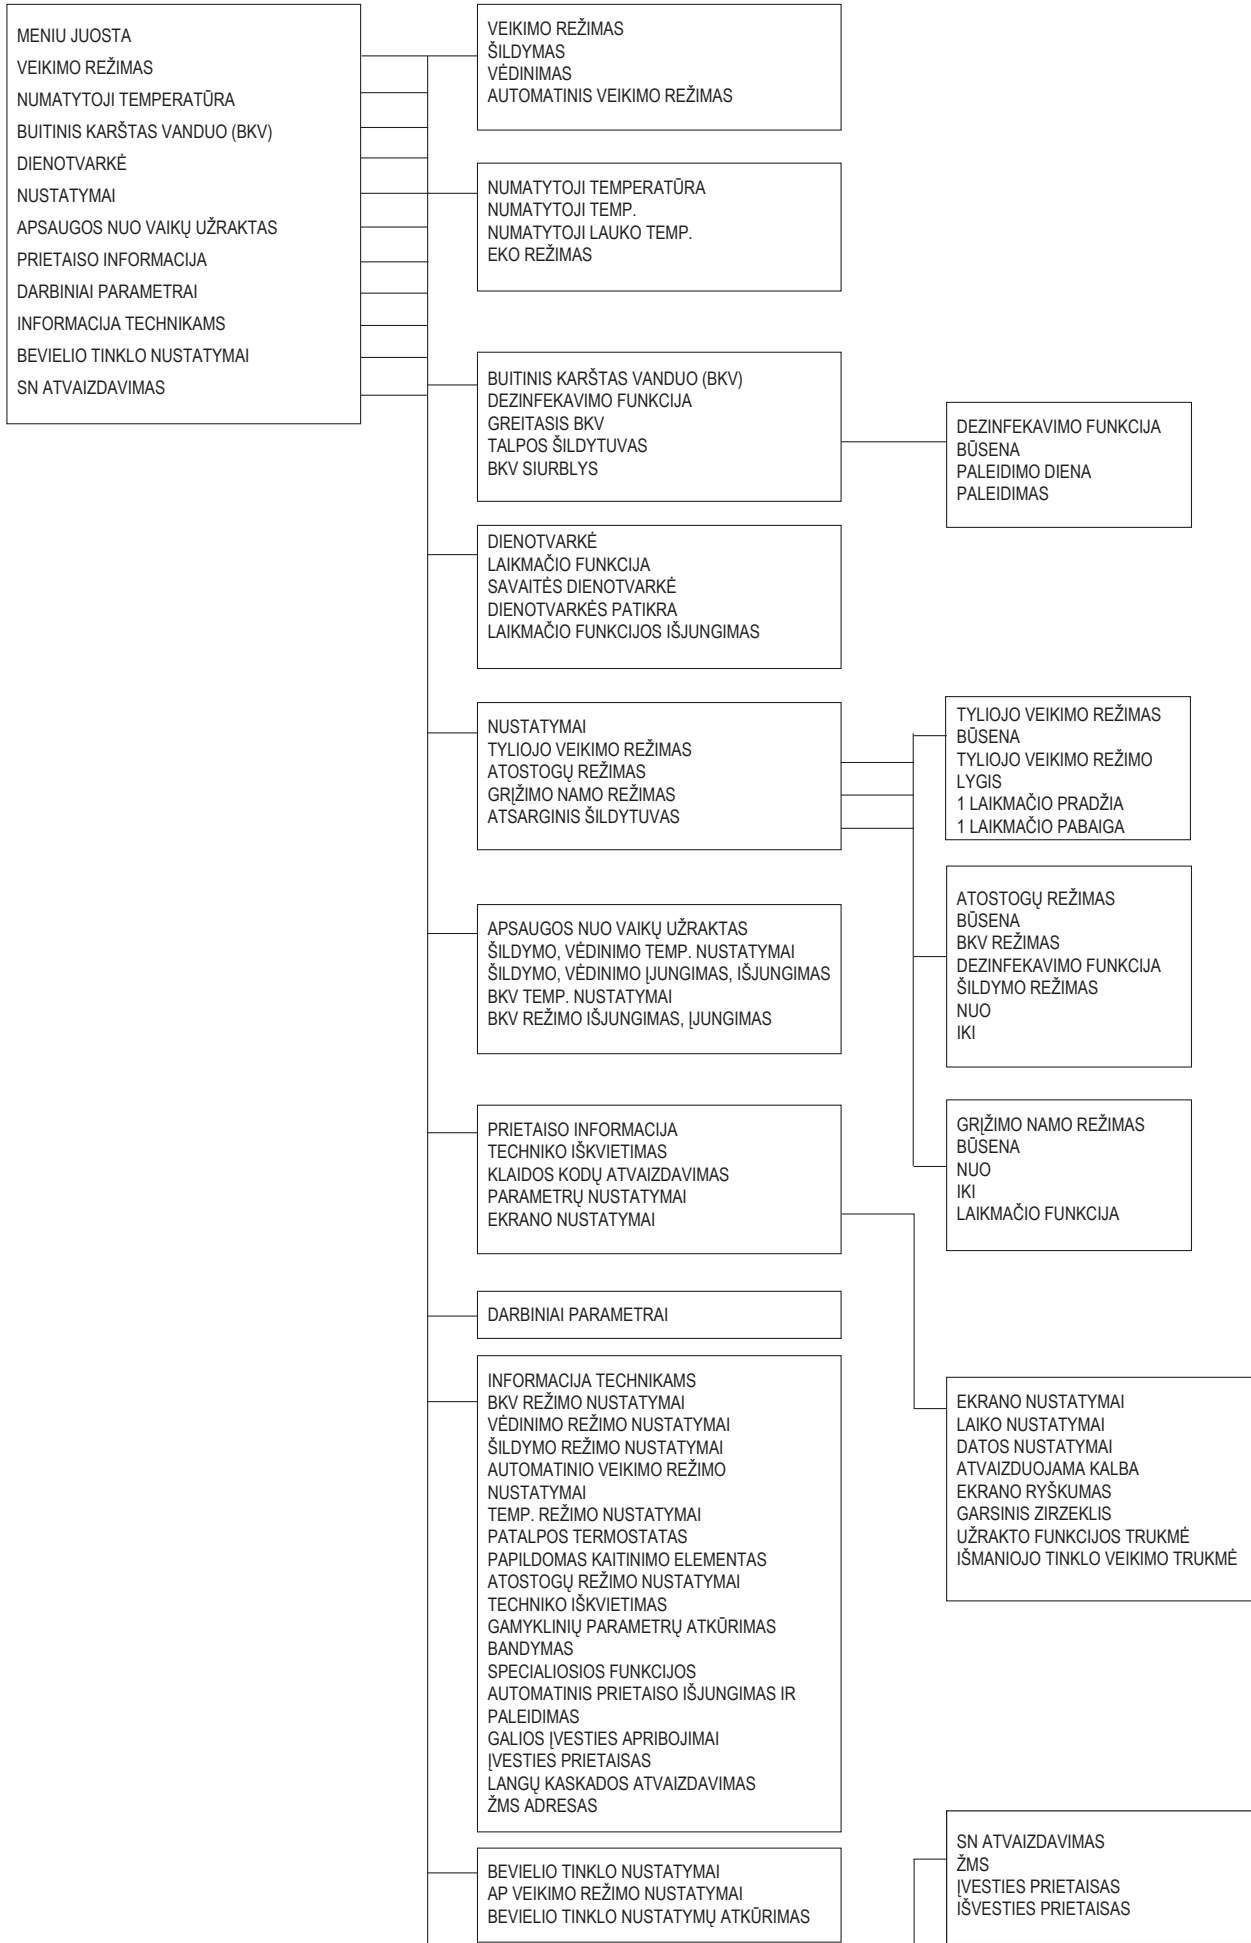 MENIU JUOSTA
VEIKIMO REŽIMAS
NUMATYTOJI TEMPERATŪRA
BUITINIS KARŠTAS VANDUO (BKV)
DIENOTVARKĖ
NUSTATYMAI
APSAUGOS NUO VAIKŲ UŽRAKTAS
PRIETAISO INFORMACIJA
DARBINIAI PARAMETRAI
INFORMACIJA TECHNIKAMS
BEVIELIO TINKLO NUSTATYMAI
SN ATVAIZDAVIMAS
VEIKIMO REŽIMAS
ŠILDYMAS
VĖDINIMAS
AUTOMATINIS VEIKIMO REŽIMAS
NUMATYTOJI TEMPERATŪRA
NUMATYTOJI TEMP.
NUMATYTOJI LAUKO TEMP.
EKO REŽIMAS
BUITINIS KARŠTAS VANDUO (BKV)
DEZINFEKAVIMO FUNKCIJA
GREITASIS BKV
TALPOS ŠILDYTUVAS
BKV SIURBLYS
DEZINFEKAVIMO FUNKCIJA
BŪSENA
PALEIDIMO DIENA
PALEIDIMAS
DIENOTVARKĖ
LAIKMAČIO FUNKCIJA
SAVAITĖS DIENOTVARKĖ
DIENOTVARKĖS PATIKRA
LAIKMAČIO FUNKCIJOS IŠJUNGIMAS
NUSTATYMAI
TYLIOJO VEIKIMO REŽIMAS
ATOSTOGŲ REŽIMAS
GRĮŽIMO NAMO REŽIMAS
ATSARGINIS ŠILDYTUVAS
TYLIOJO VEIKIMO REŽIMAS
BŪSENA
TYLIOJO VEIKIMO REŽIMO
LYGIS
1 LAIKMAČIO PRADŽIA
1 LAIKMAČIO PABAIGA
ATOSTOGŲ REŽIMAS
BŪSENA
BKV REŽIMAS
DEZINFEKAVIMO FUNKCIJA
ŠILDYMO REŽIMAS
NUO
IKI
GRĮŽIMO NAMO REŽIMAS
BŪSENA
NUO
IKI
LAIKMAČIO FUNKCIJA
APSAUGOS NUO VAIKŲ UŽRAKTAS
ŠILDYMO, VĖDINIMO TEMP. NUSTATYMAI
ŠILDYMO, VĖDINIMO ĮJUNGIMAS, IŠJUNGIMAS
BKV TEMP. NUSTATYMAI
BKV REŽIMO IŠJUNGIMAS, ĮJUNGIMAS
PRIETAISO INFORMACIJA
TECHNIKO IŠKVIETIMAS
KLAIDOS KODŲ ATVAIZDAVIMAS
PARAMETRŲ NUSTATYMAI
EKRANO NUSTATYMAI
DARBINIAI PARAMETRAI
INFORMACIJA TECHNIKAMS
BKV REŽIMO NUSTATYMAI
VĖDINIMO REŽIMO NUSTATYMAI
ŠILDYMO REŽIMO NUSTATYMAI
AUTOMATINIO VEIKIMO REŽIMO
NUSTATYMAI
TEMP. REŽIMO NUSTATYMAI
PATALPOS TERMOSTATAS
PAPILDOMAS KAITINIMO ELEMENTAS
ATOSTOGŲ REŽIMO NUSTATYMAI
TECHNIKO IŠKVIETIMAS
GAMYKLINIŲ PARAMETRŲ ATKŪRIMAS
BANDYMAS
SPECIALIOSIOS FUNKCIJOS
AUTOMATINIS PRIETAISO IŠJUNGIMAS IR
PALEIDIMAS
GALIOS ĮVESTIES APRIBOJIMAI
ĮVESTIES PRIETAISAS
LANGŲ KASKADOS ATVAIZDAVIMAS
ŽMS ADRESAS
EKRANO NUSTATYMAI
LAIKO NUSTATYMAI
DATOS NUSTATYMAI
ATVAIZDUOJAMA KALBA
EKRANO RYŠKUMAS
GARSINIS ZIRZEKLIS
UŽRAKTO FUNKCIJOS TRUKMĖ
IŠMANIOJO TINKLO VEIKIMO TRUKMĖ
BEVIELIO TINKLO NUSTATYMAI
AP VEIKIMO REŽIMO NUSTATYMAI
BEVIELIO TINKLO NUSTATYMŲ ATKŪRIMAS
SN ATVAIZDAVIMAS
ŽMS
ĮVESTIES PRIETAISAS
IŠVESTIES PRIETAISAS